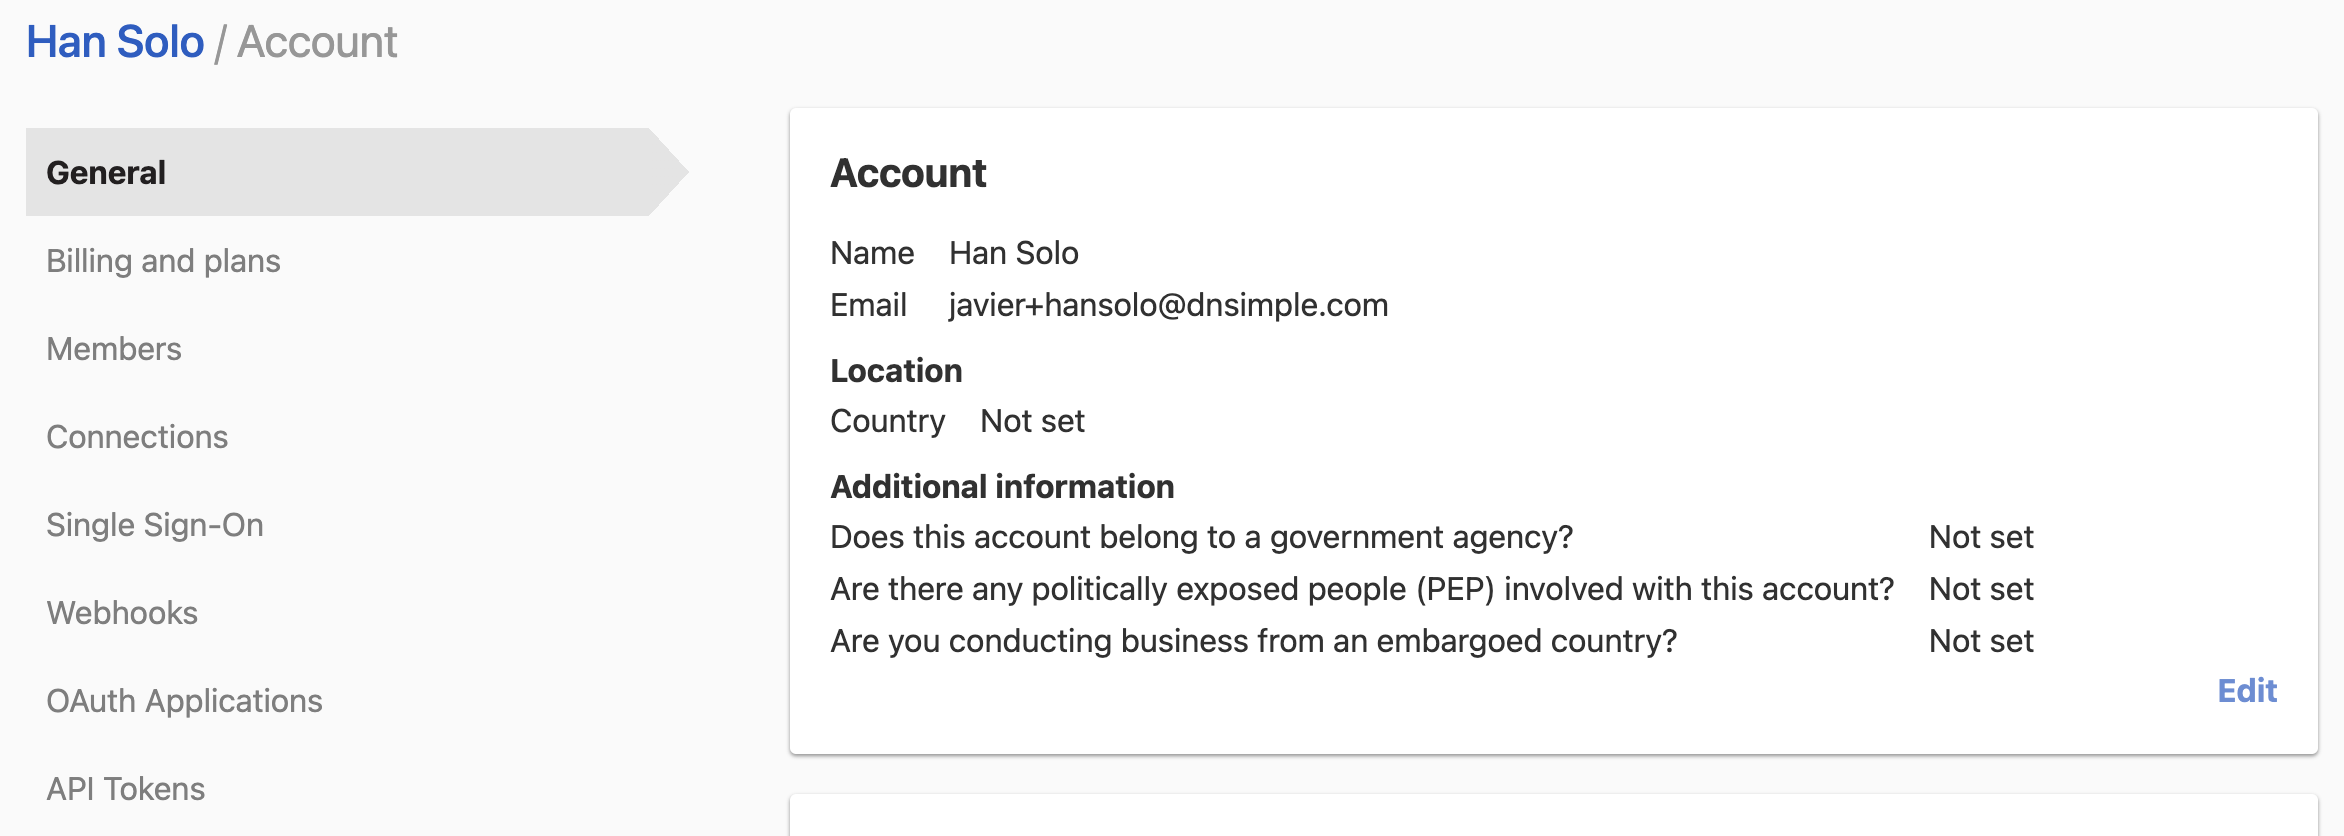 Han Solo / Account
General
Billing and plans
Members
Connections
Single Sign-On
Webhooks
OAuth Applications
API Tokens
Account
Name Han Solo
Email javier+hansolo@dnsimple.com
Location
Country Not set
Additional information
Does this account belong to a government agency? Not set
Are there any politically exposed people (PEP) involved with this account? Not set
Are you conducting business from an embargoed country? Not set
Edit